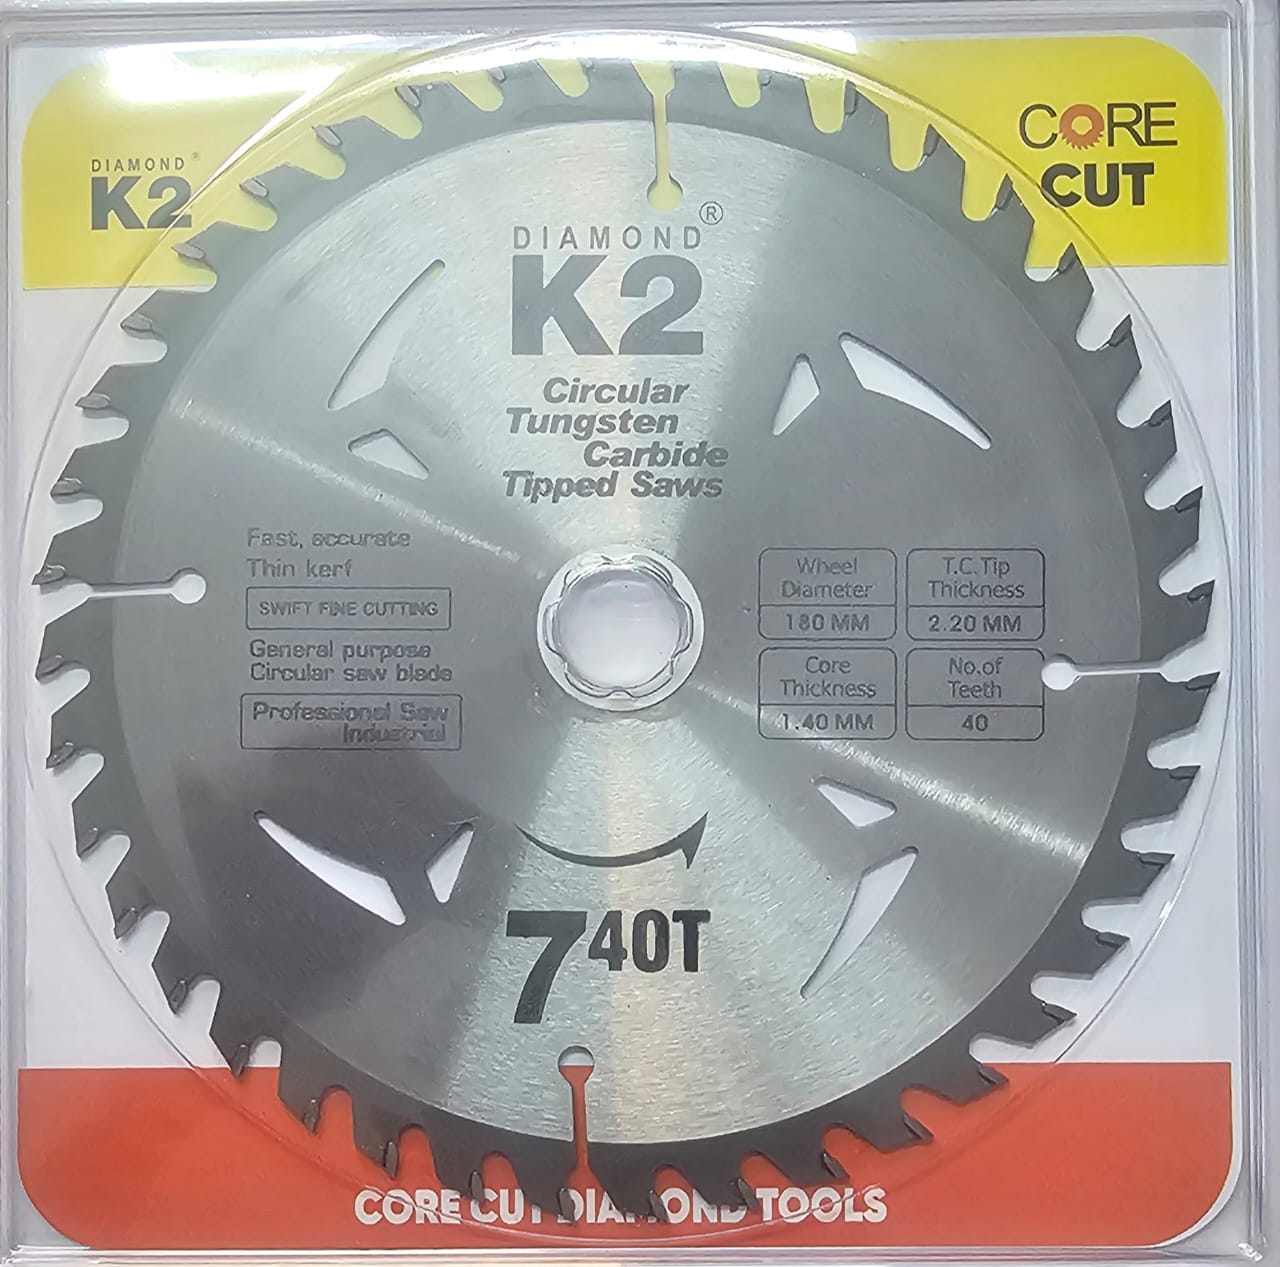 DIAMOND®
K2
CORE
CUT
DIAMOND®
K2
Circular
Tungsten
Carbide
Tipped Saws
Fast, accurate
Thin kerf
SWIFT FINE CUTTING
General purpose
Circular saw blade
Professional Saw
Industrial
Wheel
Diameter
180 MM
T.C.Tip
Thickness
2.20 MM
Core
Thickness
1.40 MM
No.of
Teeth
40
7 40T
CORE CUT DIAMOND TOOLS